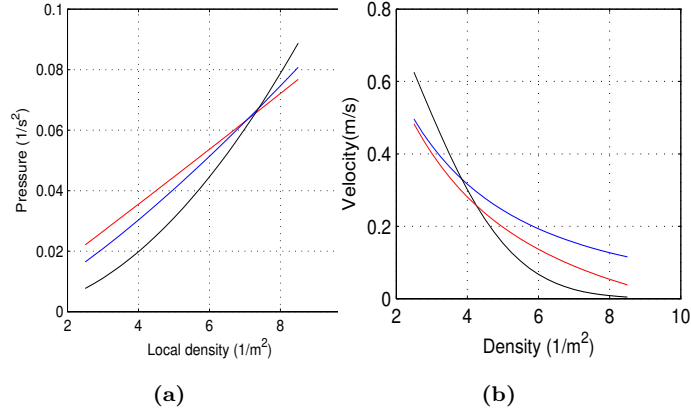 0.1
0.08
0.06
0.04
0.02
0
2 4 6 8
Pressure (1/s²)
Local density (1/m²)
(a)
0.8
0.6
0.4
0.2
0
2 4 6 8 10
Velocity(m/s)
Density (1/m²)
(b)